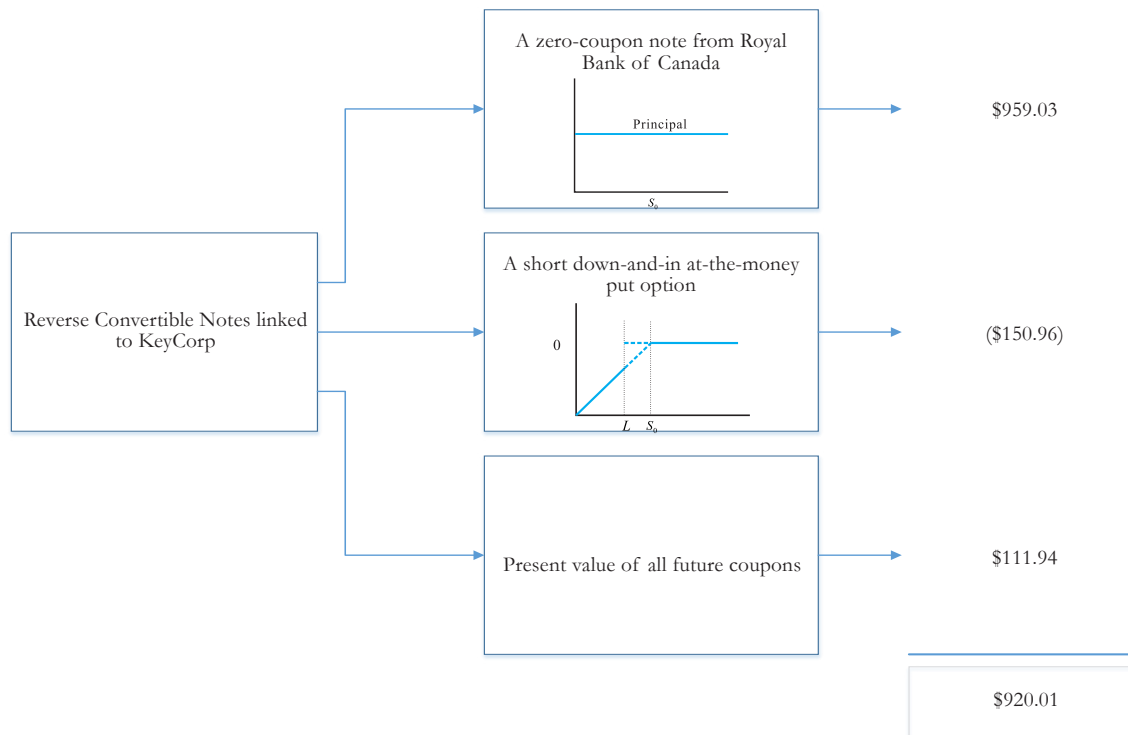 A zero-coupon note from Royal
Bank of Canada
Principal
S₀
$959.03
Reverse Convertible Notes linked
to KeyCorp
A short down-and-in at-the-money
put option
0
L S₀
($150.96)
Present value of all future coupons
$111.94
$920.01